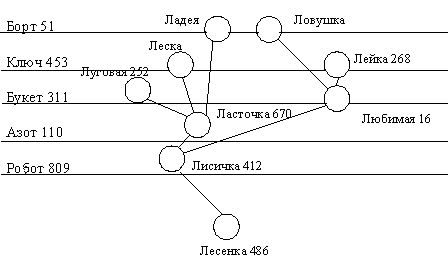 Ладея
Ловушка
Борт 51
Леска
Ключ 453
Лейка 268
Луговая 252
Букет 311
Ласточка 670
Любимая 16
Азот 110
Лисичка 412
Робот 809
Лесенка 486